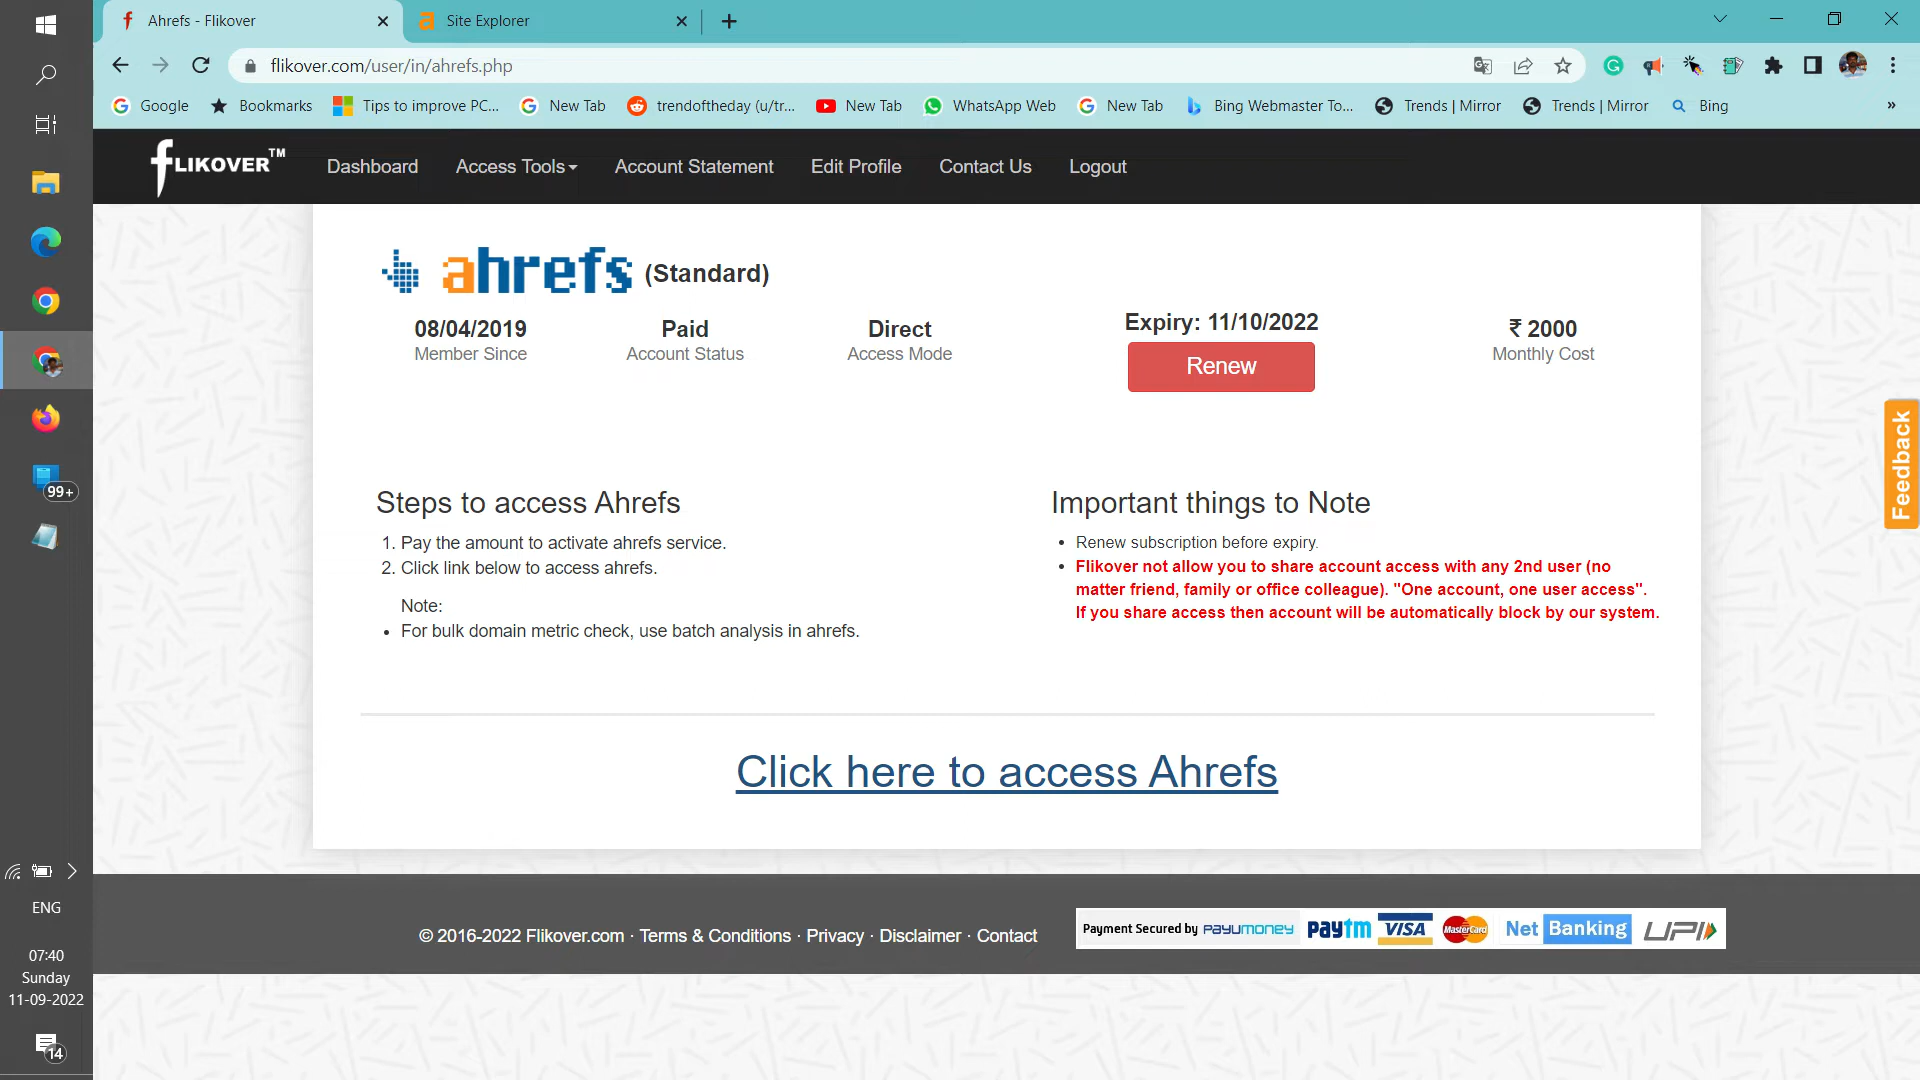 Ahrefs - Flikover
Site Explorer
flikover.com/user/in/ahrefs.php
Google
Bookmarks
Tips to improve PC...
New Tab
trendoftheday (u/tr...
New Tab
WhatsApp Web
New Tab
Bing Webmaster To...
Trends | Mirror
Trends | Mirror
Bing
»
fLIKOVER™
Dashboard
Access Tools
Account Statement
Edit Profile
Contact Us
Logout
ahrefs (Standard)
08/04/2019
Member Since
Paid
Account Status
Direct
Access Mode
Expiry: 11/10/2022
Renew
₹ 2000
Monthly Cost
Feedback
Steps to access Ahrefs
1. Pay the amount to activate ahrefs service.
2. Click link below to access ahrefs.
Note:
• For bulk domain metric check, use batch analysis in ahrefs.
Important things to Note
• Renew subscription before expiry.
• Flikover not allow you to share account access with any 2nd user (no
matter friend, family or office colleague). "One account, one user access".
If you share access then account will be automatically block by our system.
Click here to access Ahrefs
© 2016-2022 Flikover.com · Terms & Conditions · Privacy · Disclaimer · Contact
Payment Secured by PAYUMONEY paytm VISA MasterCard Net Banking UPI
99+
ENG
07:40
Sunday
11-09-2022
14